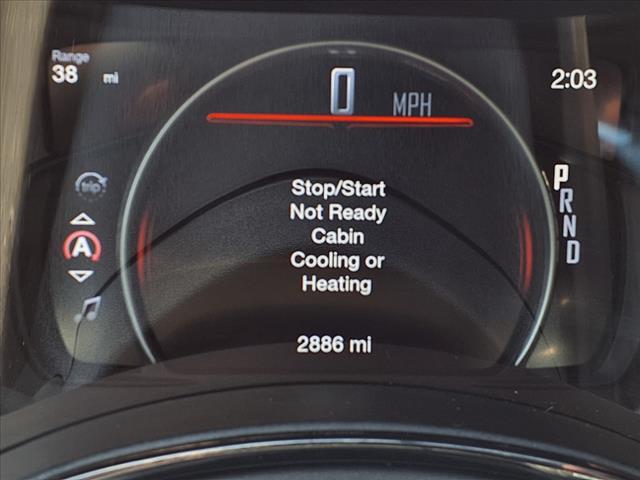 Range
38 mi
0 MPH
2:03
trip
A
Stop/Start
Not Ready
Cabin
Cooling or
Heating
P
R
N
D
2886 mi